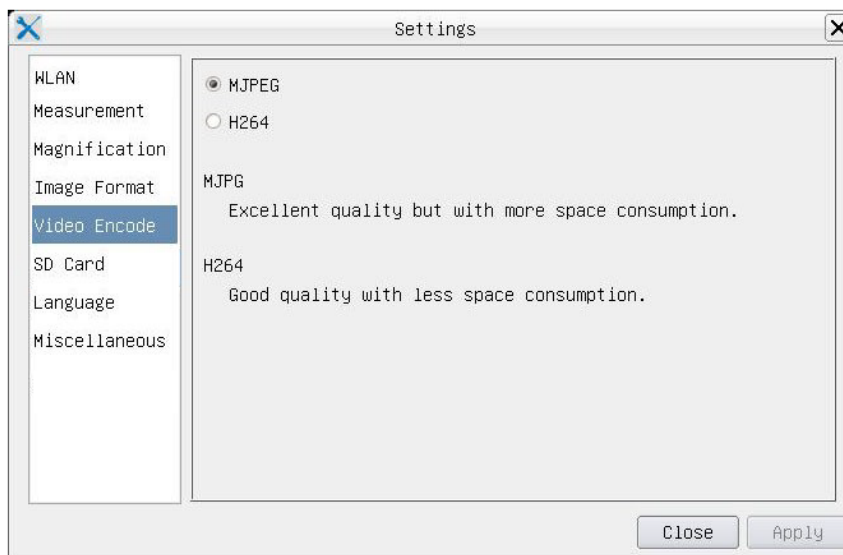 Settings
WLAN
Measurement
Magnification
Image Format
Video Encode
SD Card
Language
Miscellaneous
MJPEG
H264
MJPG
Excellent quality but with more space consumption.
H264
Good quality with less space consumption.
Close
Apply